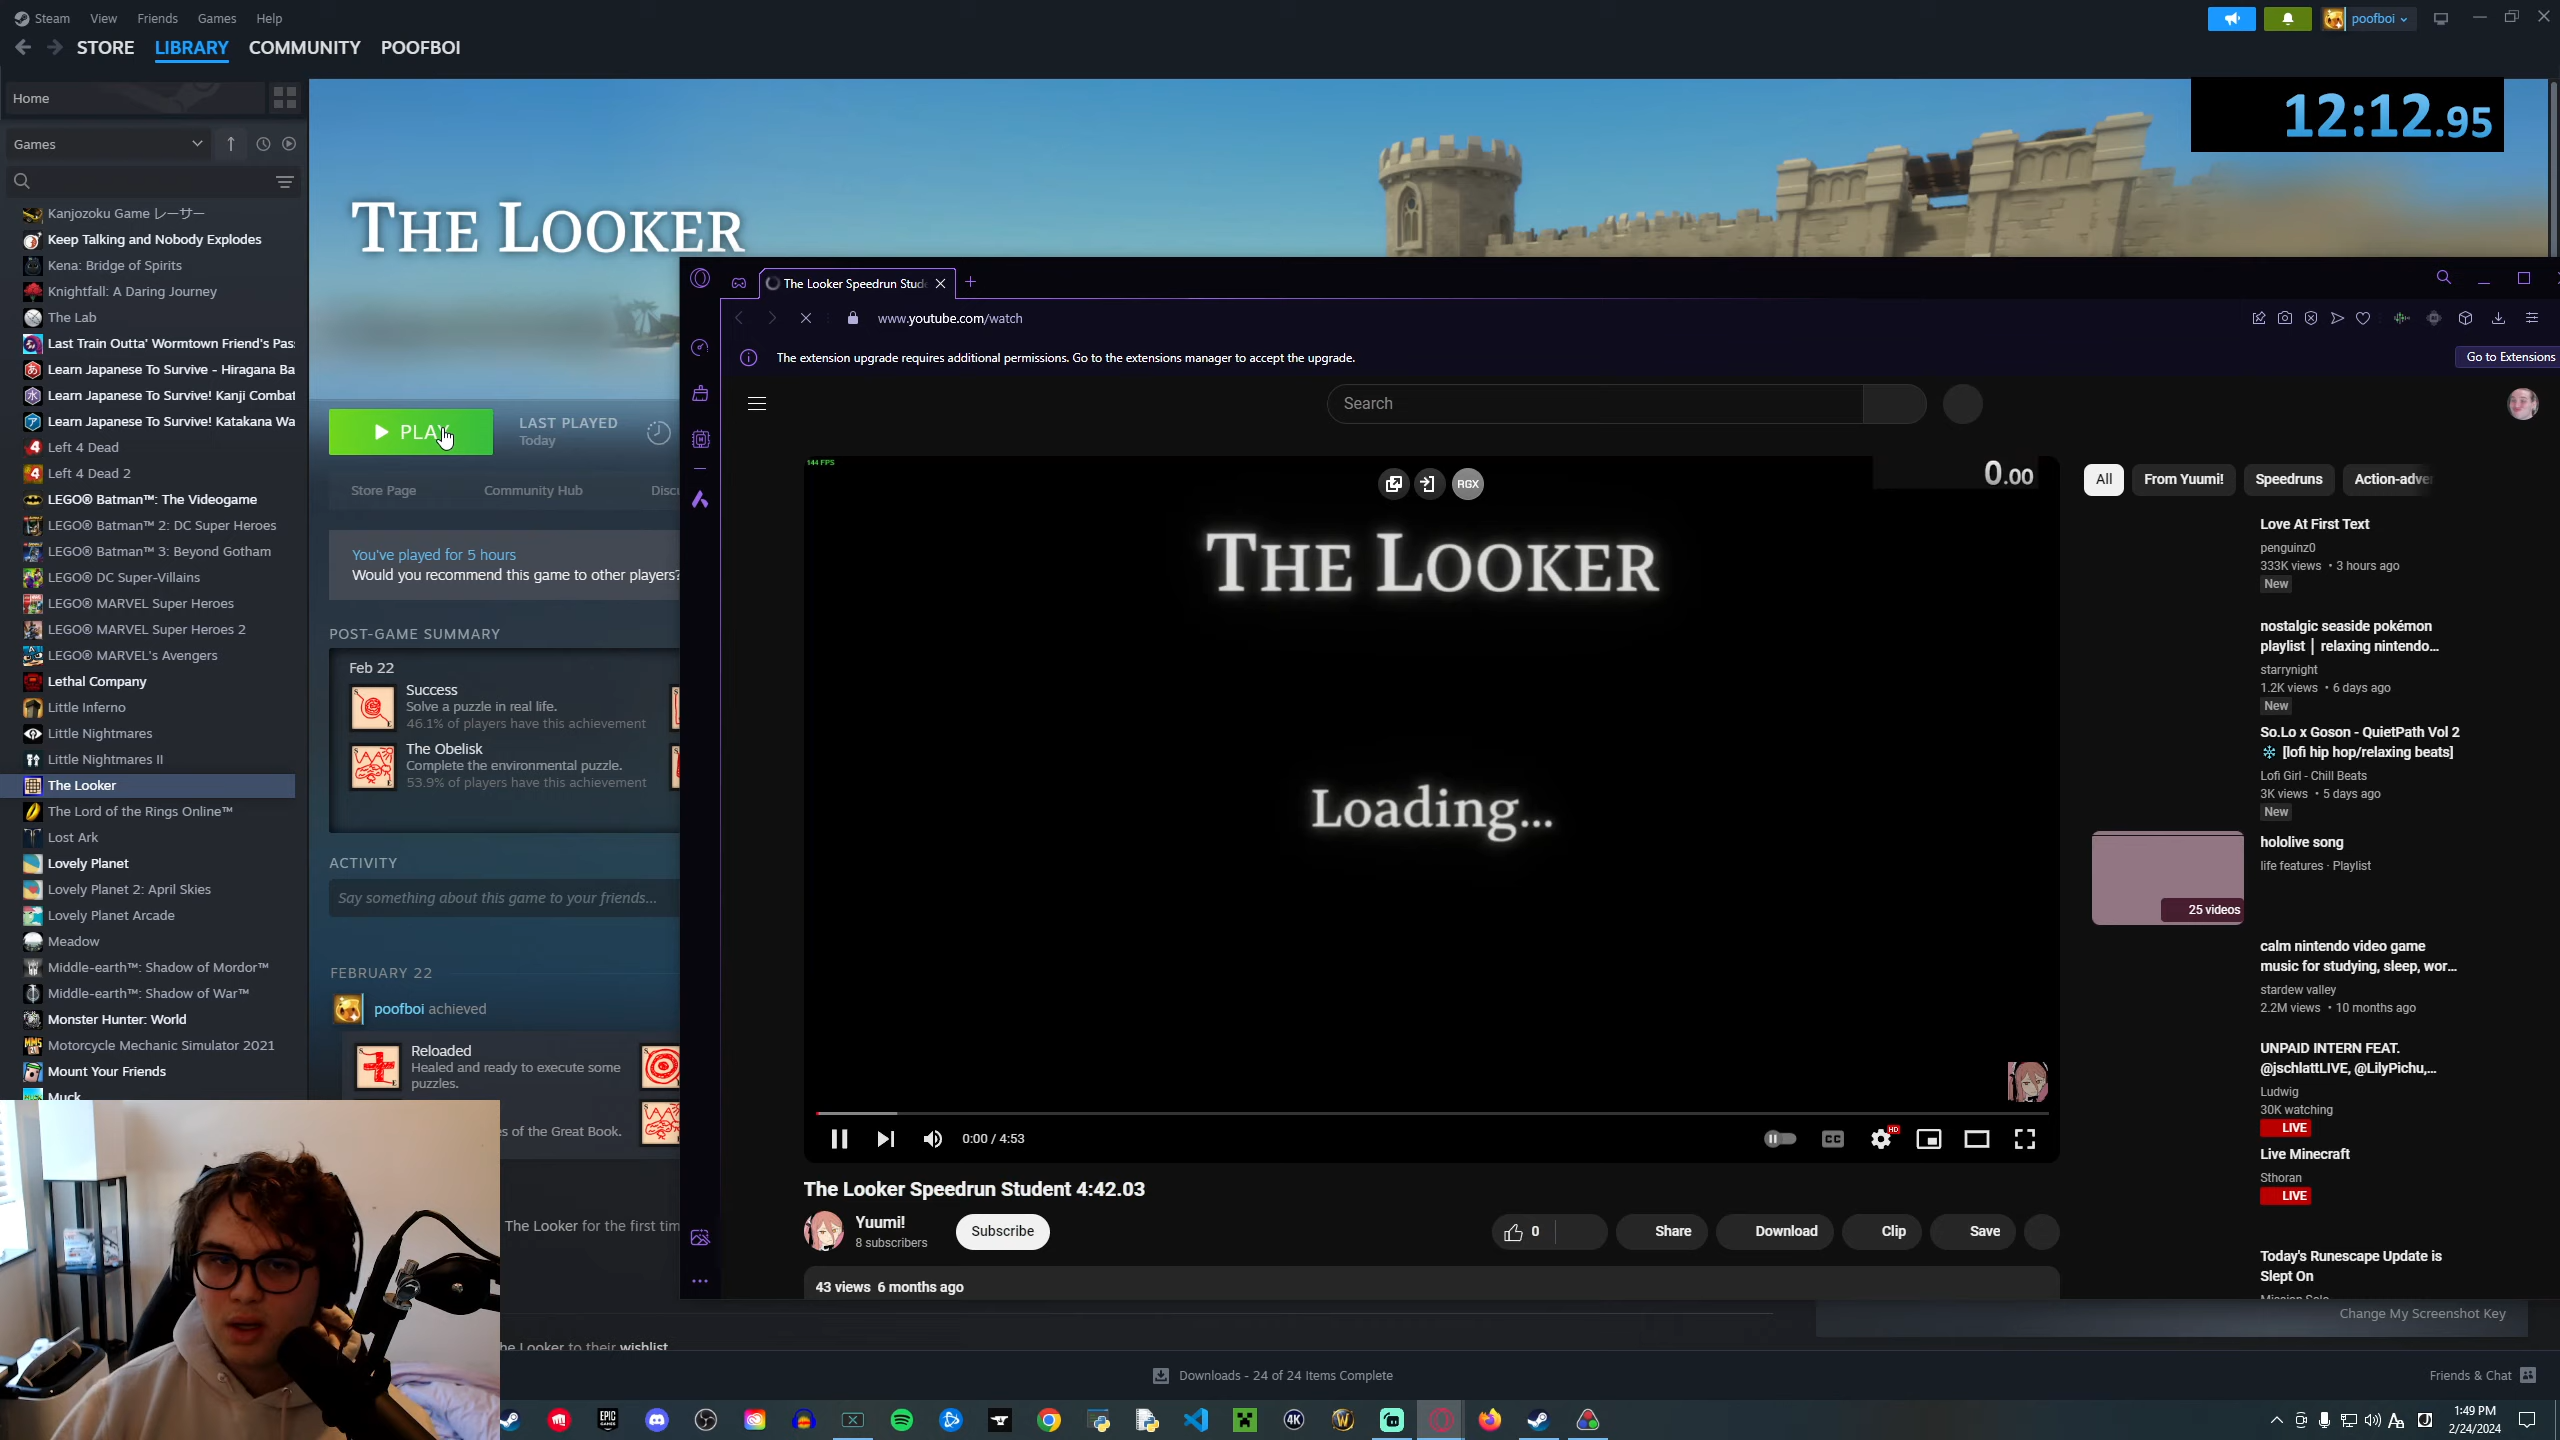 Steam View Friends Games Help
poofboi
STORE LIBRARY COMMUNITY POOFBOI
Home
Games
12:12.95
THE LOOKER
Kanjozoku Game レーサー
Keep Talking and Nobody Explodes
Kena: Bridge of Spirits
Knightfall: A Daring Journey
The Lab
Last Train Outta' Wormtown Friend's Pas
Learn Japanese To Survive - Hiragana Ba
Learn Japanese To Survive! Kanji Combat
Learn Japanese To Survive! Katakana Wa
Left 4 Dead
Left 4 Dead 2
LEGO® Batman™: The Videogame
LEGO® Batman™ 2: DC Super Heroes
LEGO® Batman™ 3: Beyond Gotham
LEGO® DC Super-Villains
LEGO® MARVEL Super Heroes
LEGO® MARVEL Super Heroes 2
LEGO® MARVEL's Avengers
Lethal Company
Little Inferno
Little Nightmares
Little Nightmares II
The Looker
The Lord of the Rings Online™
Lost Ark
Lovely Planet
Lovely Planet 2: April Skies
Lovely Planet Arcade
Meadow
Middle-earth™: Shadow of Mordor™
Middle-earth™: Shadow of War™
Monster Hunter: World
Motorcycle Mechanic Simulator 2021
Mount Your Friends
Muck
PLAY
LAST PLAYED
Today
Store Page Community Hub Discu
You've played for 5 hours
Would you recommend this game to other players?
POST-GAME SUMMARY
Feb 22
Success
Solve a puzzle in real life.
46.1% of players have this achievement
The Obelisk
Complete the environmental puzzle.
53.9% of players have this achievement
ACTIVITY
Say something about this game to your friends...
FEBRUARY 22
poofboi achieved
Reloaded
Healed and ready to execute some
puzzles.
s of the Great Book.
The Looker for the first tim
he Looker to their wishlist
The Looker Speedrun Stud
www.youtube.com/watch
The extension upgrade requires additional permissions. Go to the extensions manager to accept the upgrade.
Go to Extensions
Search
144 FPS
RGX
0.00
THE LOOKER
Loading...
0:00 / 4:53
CC
HD
The Looker Speedrun Student 4:42.03
Yuumi!
8 subscribers
Subscribe
0
Share
Download
Clip
Save
43 views 6 months ago
All
From Yuumi!
Speedruns
Action-adve
Love At First Text
penguinz0
333K views • 3 hours ago
New
nostalgic seaside pokémon
playlist │ relaxing nintendo...
starrynight
1.2K views • 6 days ago
New
So.Lo x Goson - QuietPath Vol 2
❄ [lofi hip hop/relaxing beats]
Lofi Girl - Chill Beats
3K views • 5 days ago
New
hololive song
life features · Playlist
25 videos
calm nintendo video game
music for studying, sleep, wor...
stardew valley
2.2M views • 10 months ago
UNPAID INTERN FEAT.
@jschlattLIVE, @LilyPichu,...
Ludwig
30K watching
LIVE
Live Minecraft
Sthoran
LIVE
Today's Runescape Update is
Slept On
Change My Screenshot Key
Downloads - 24 of 24 Items Complete
Friends & Chat
EPIC GAMES
4K
1:49 PM
2/24/2024